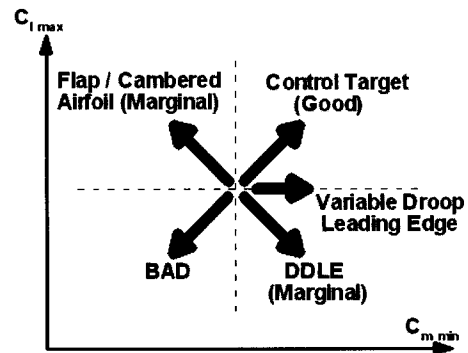 C l max
Flap / Cambered
Airfoil (Marginal)
Control Target
(Good)
Variable Droop
Leading Edge
BAD
DDLE
(Marginal)
C m min